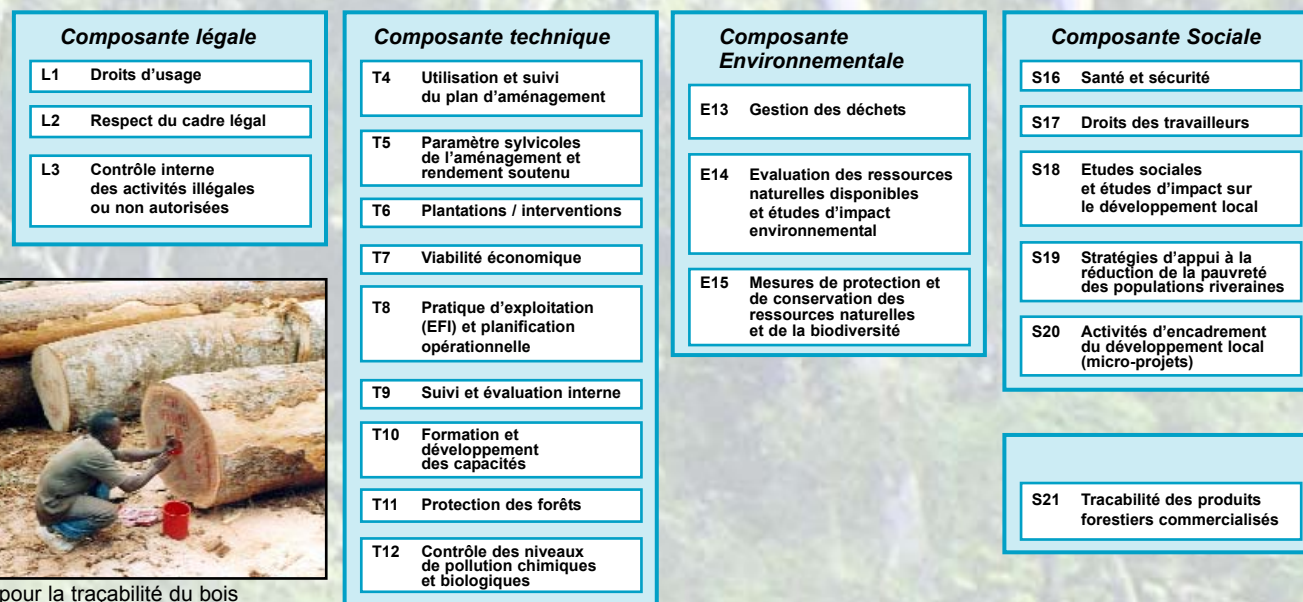 Composante légale
L1 Droits d'usage
L2 Respect du cadre légal
L3 Contrôle interne
des activités illégales
ou non autorisées
Composante technique
T4 Utilisation et suivi
du plan d'aménagement
T5 Paramètre sylvicoles
de l'aménagement et
rendement soutenu
T6 Plantations / interventions
T7 Viabilité économique
T8 Pratique d'exploitation
(EFI) et planification
opérationnelle
T9 Suivi et évaluation interne
T10 Formation et
développement
des capacités
T11 Protection des forêts
T12 Contrôle des niveaux
de pollution chimiques
et biologiques
Composante
Environnementale
E13 Gestion des déchets
E14 Evaluation des ressources
naturelles disponibles
et études d'impact
environnemental
E15 Mesures de protection et
de conservation des
ressources naturelles
et de la biodiversité
Composante Sociale
S16 Santé et sécurité
S17 Droits des travailleurs
S18 Etudes sociales
et études d'impact sur
le développement local
S19 Stratégies d'appui à la
réduction de la pauvreté
des populations riveraines
S20 Activités d'encadrement
du développement local
(micro-projets)
S21 Tracabilité des produits
forestiers commercialisés
pour la traçabilité du bois